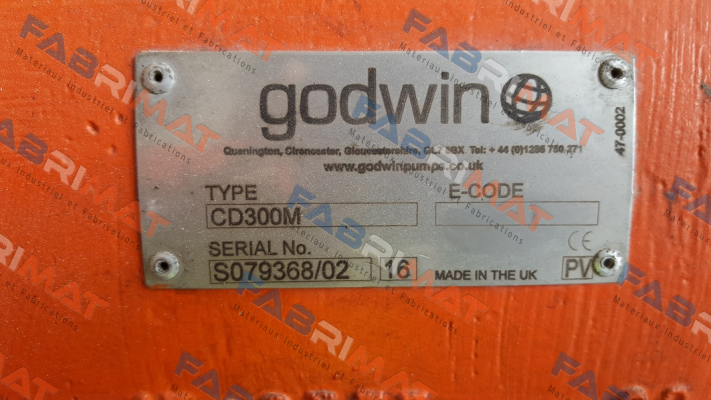 godwin
Quenington, Cirencester, Gloucestershire, GL7 5BX Tel: + 44 (0)1285 750 271
www.godwinpumps.co.uk
47-0002
TYPE E-CODE
CD300M
SERIAL No. CE
S079368/02 16 MADE IN THE UK PV
FABRIMAT
Materiaux Industriel et Fabrications